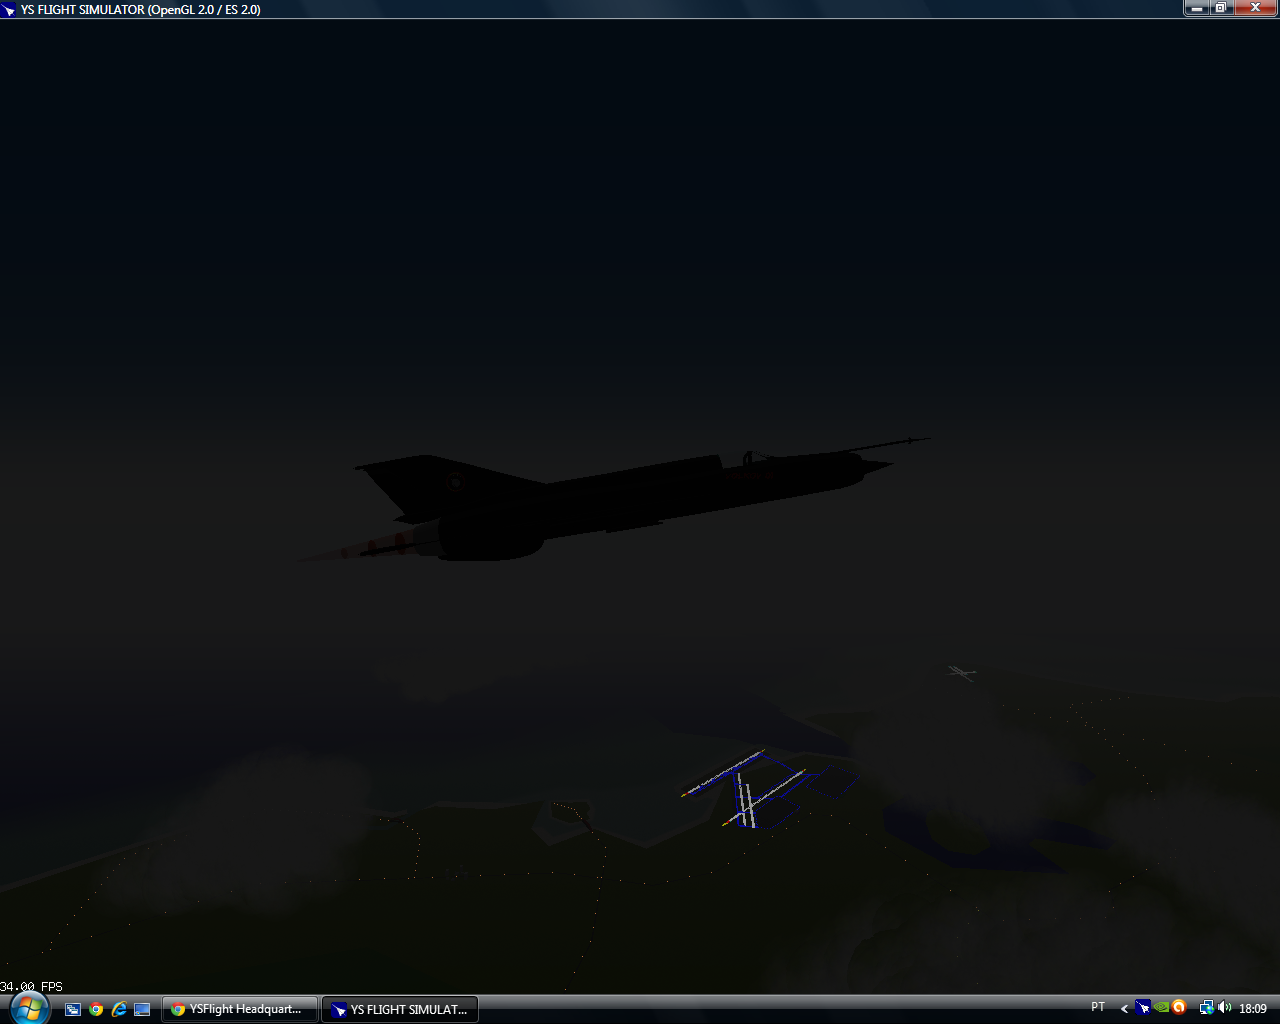 YS FLIGHT SIMULATOR (OpenGL 2.0 / ES 2.0)
34.00 FPS
YSFlight Headquart...
YS FLIGHT SIMULAT...
PT
18:09